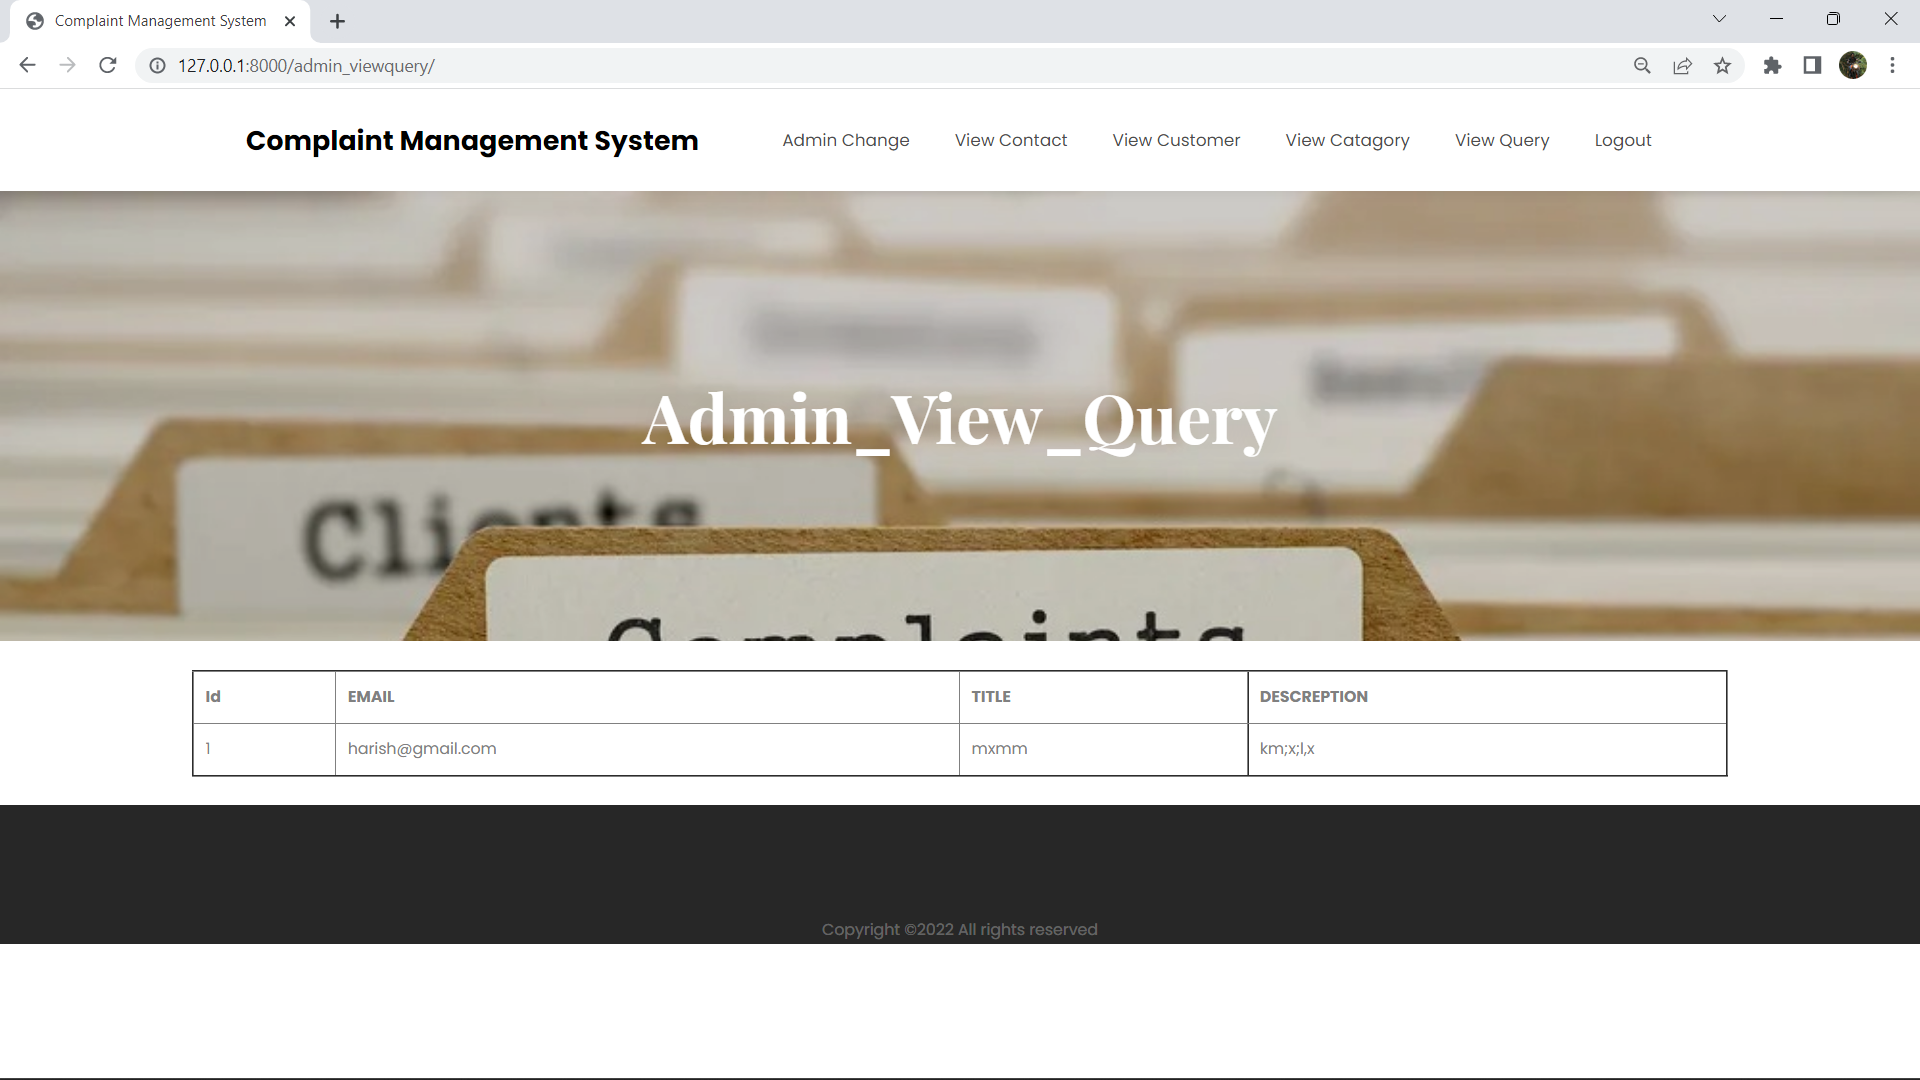 Complaint Management System
127.0.0.1:8000/admin_viewquery/
Complaint Management System Admin Change View Contact View Customer View Catagory View Query Logout
Admin_View_Query
Clients
Complaints
Id EMAIL TITLE DESCREPTION
1 harish@gmail.com mxmm km;x;l,x
Copyright ©2022 All rights reserved